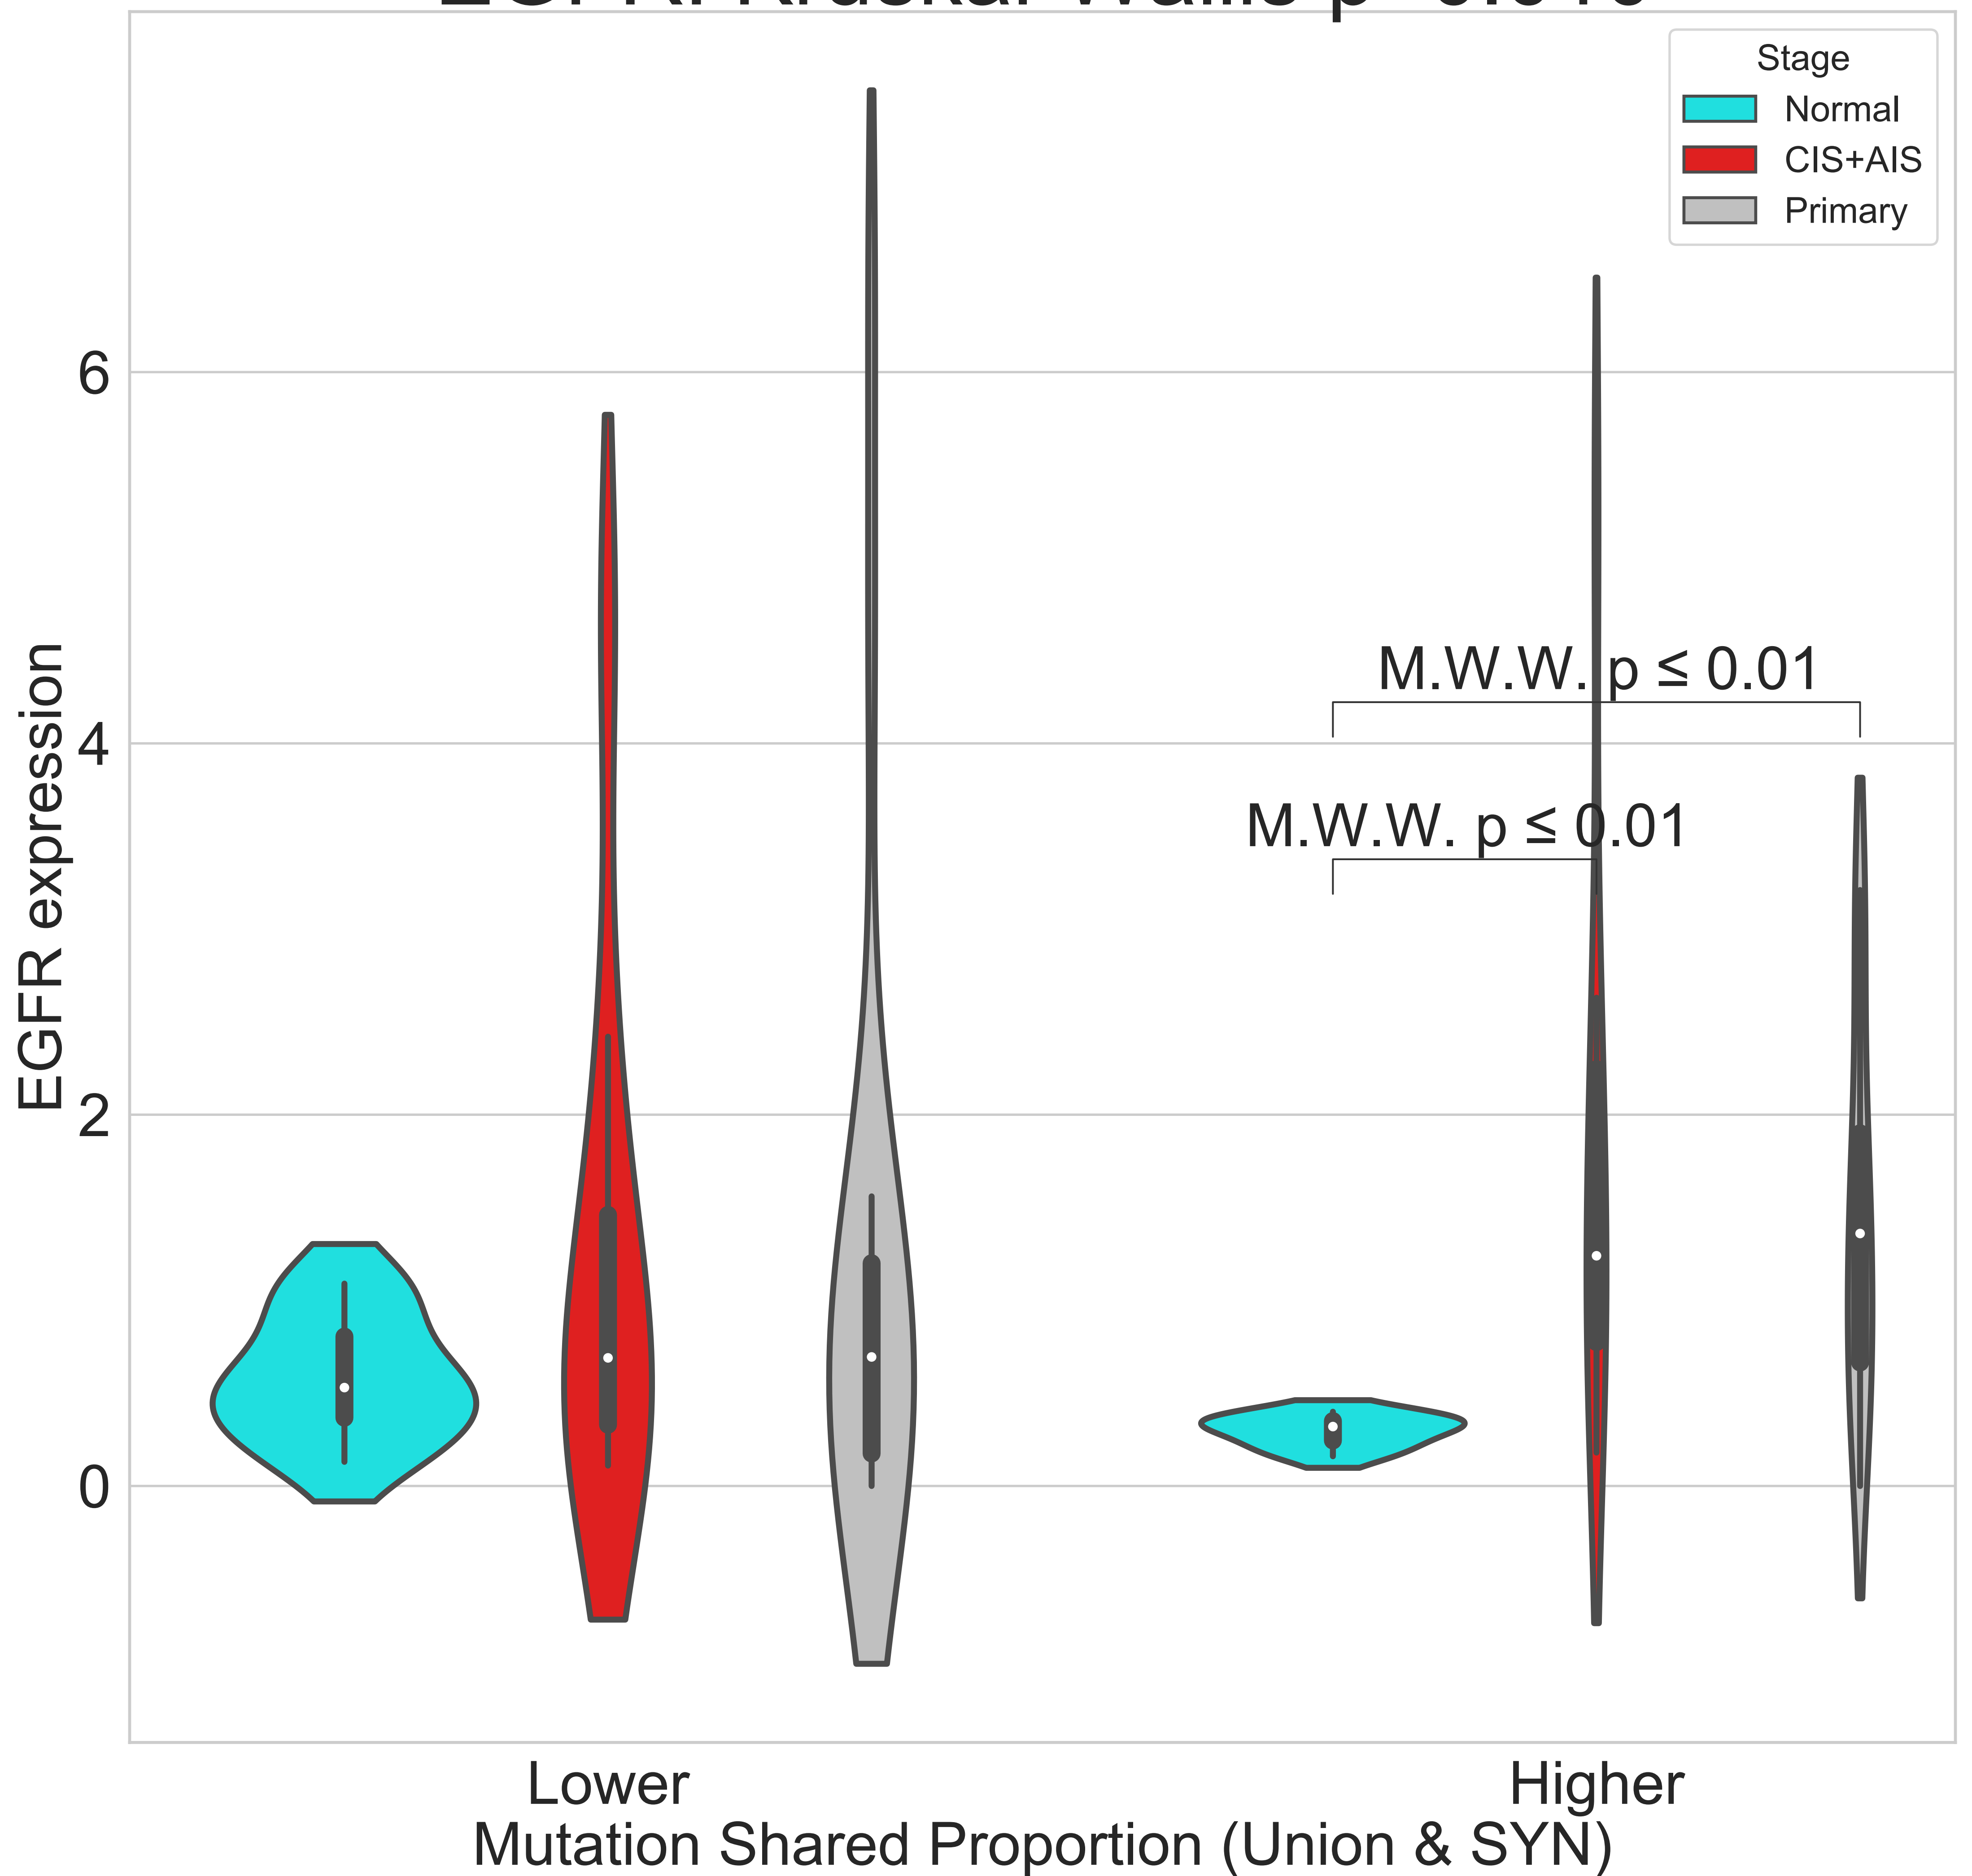 Stage
Normal
CIS+AIS
Primary
6
4
2
0
EGFR expression
M.W.W. p ≤ 0.01
M.W.W. p ≤ 0.01
Lower
Higher
Mutation Shared Proportion (Union & SYN)